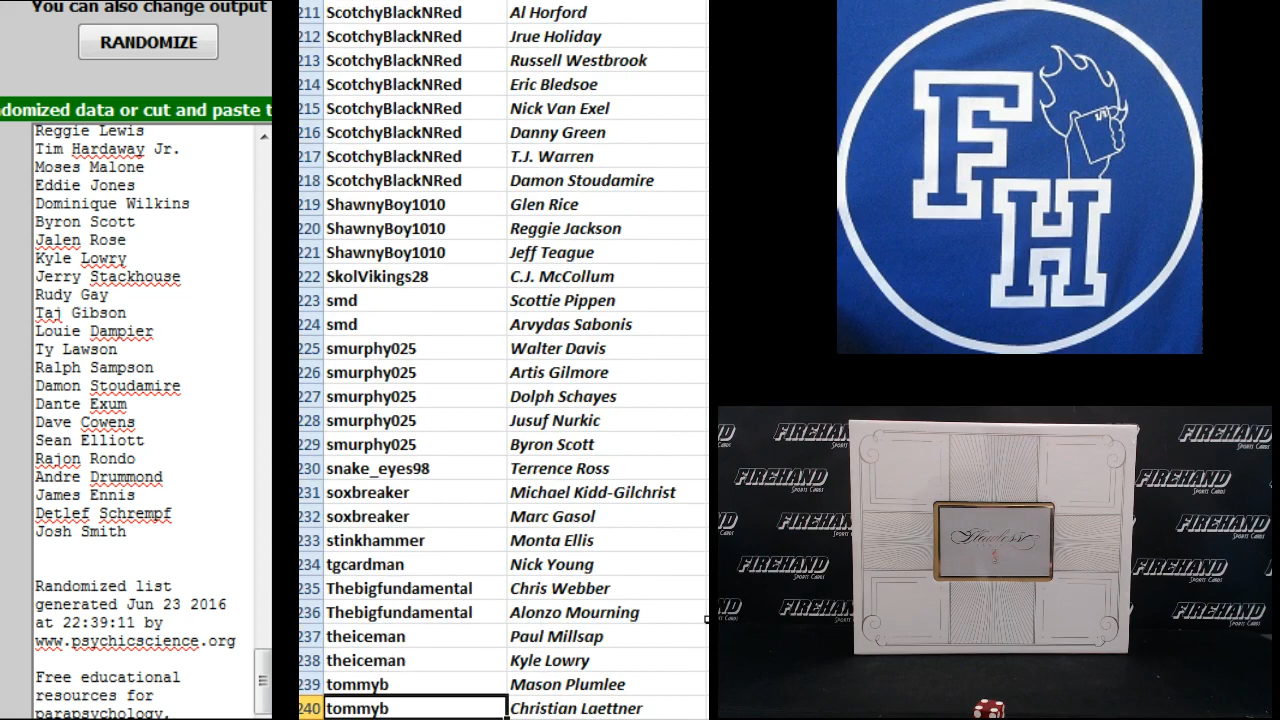 You can also change output
RANDOMIZE
domized data or cut and paste t
Reggie Lewis
Tim Hardaway Jr.
Moses Malone
Eddie Jones
Dominique Wilkins
Byron Scott
Jalen Rose
Kyle Lowry
Jerry Stackhouse
Rudy Gay
Taj Gibson
Louie Dampier
Ty Lawson
Ralph Sampson
Damon Stoudamire
Dante Exum
Dave Cowens
Sean Elliott
Rajon Rondo
Andre Drummond
James Ennis
Detlef Schrempf
Josh Smith
Randomized list
generated Jun 23 2016
at 22:39:11 by
www.psychicscience.org
Free educational
resources for
parapsychology,
211 ScotchyBlackNRed Al Horford
212 ScotchyBlackNRed Jrue Holiday
213 ScotchyBlackNRed Russell Westbrook
214 ScotchyBlackNRed Eric Bledsoe
215 ScotchyBlackNRed Nick Van Exel
216 ScotchyBlackNRed Danny Green
217 ScotchyBlackNRed T.J. Warren
218 ScotchyBlackNRed Damon Stoudamire
219 ShawnyBoy1010 Glen Rice
220 ShawnyBoy1010 Reggie Jackson
221 ShawnyBoy1010 Jeff Teague
222 SkolVikings28 C.J. McCollum
223 smd Scottie Pippen
224 smd Arvydas Sabonis
225 smurphy025 Walter Davis
226 smurphy025 Artis Gilmore
227 smurphy025 Dolph Schayes
228 smurphy025 Jusuf Nurkic
229 smurphy025 Byron Scott
230 snake_eyes98 Terrence Ross
231 soxbreaker Michael Kidd-Gilchrist
232 soxbreaker Marc Gasol
233 stinkhammer Monta Ellis
234 tgcardman Nick Young
235 Thebigfundamental Chris Webber
236 Thebigfundamental Alonzo Mourning
237 theiceman Paul Millsap
238 theiceman Kyle Lowry
239 tommyb Mason Plumlee
240 tommyb Christian Laettner
FH
1/1
FIREHAND
SPORTS CARDS
Flawless